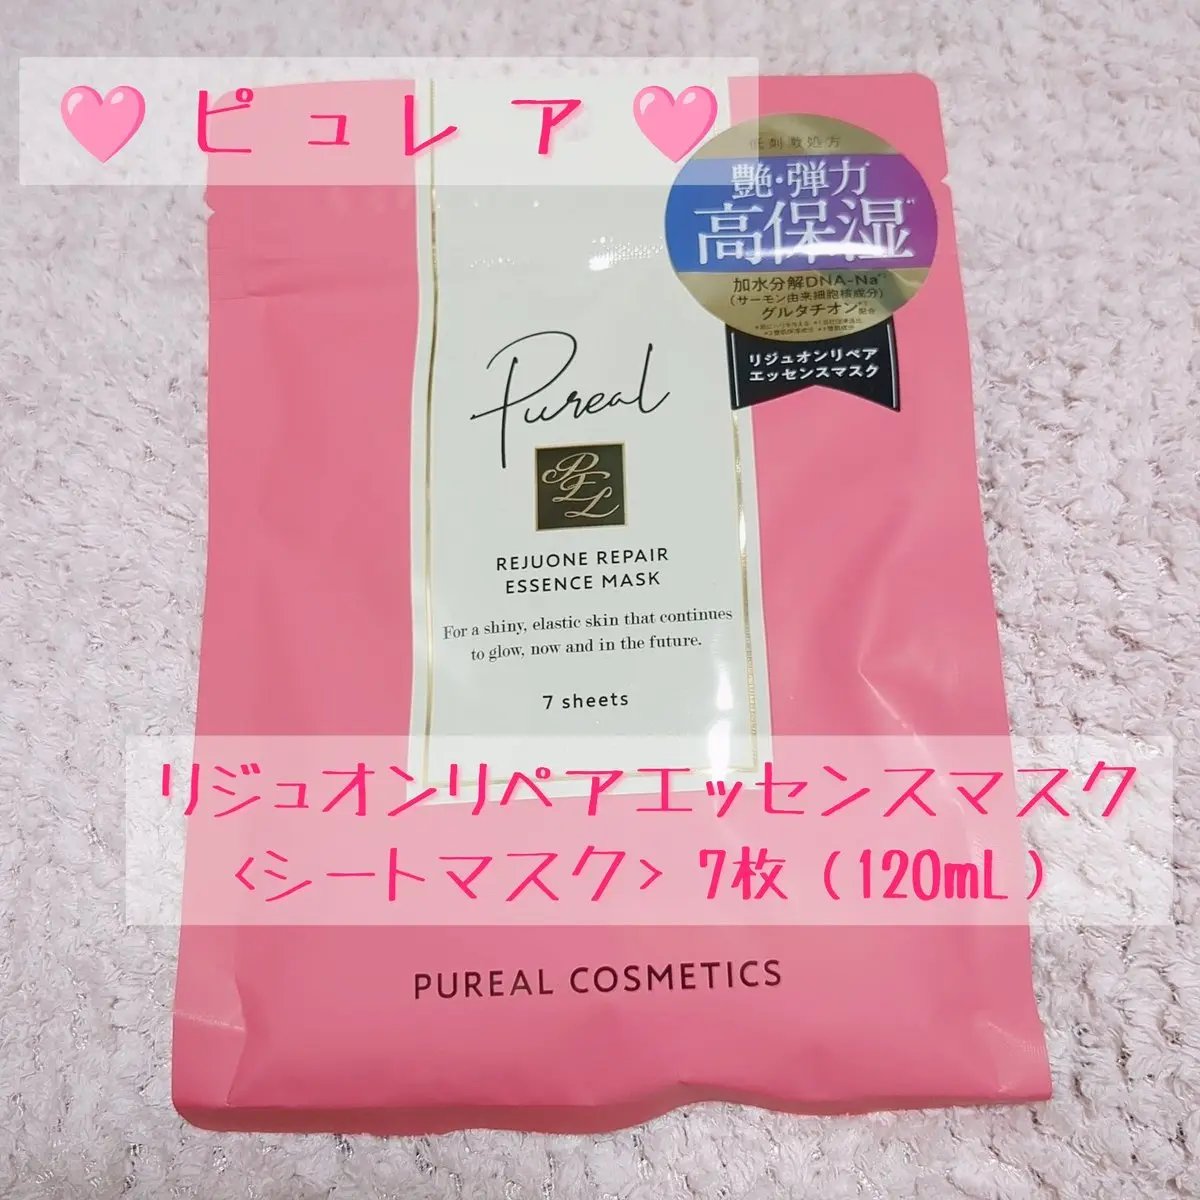 🩷 ピュレア 🩷
低刺激処方
艶・弾力
高保湿
加水分解DNA-Na
(サーモン由来細胞核成分)
グルタチオン 配合
リジュオンリペア
エッセンスマスク
Pureal
PEL
REJUONE REPAIR
ESSENCE MASK
For a shiny, elastic skin that continues
to glow, now and in the future.
7 sheets
リジュオンリペアエッセンスマスク
<シートマスク> 7枚 (120mL)
PUREAL COSMETICS